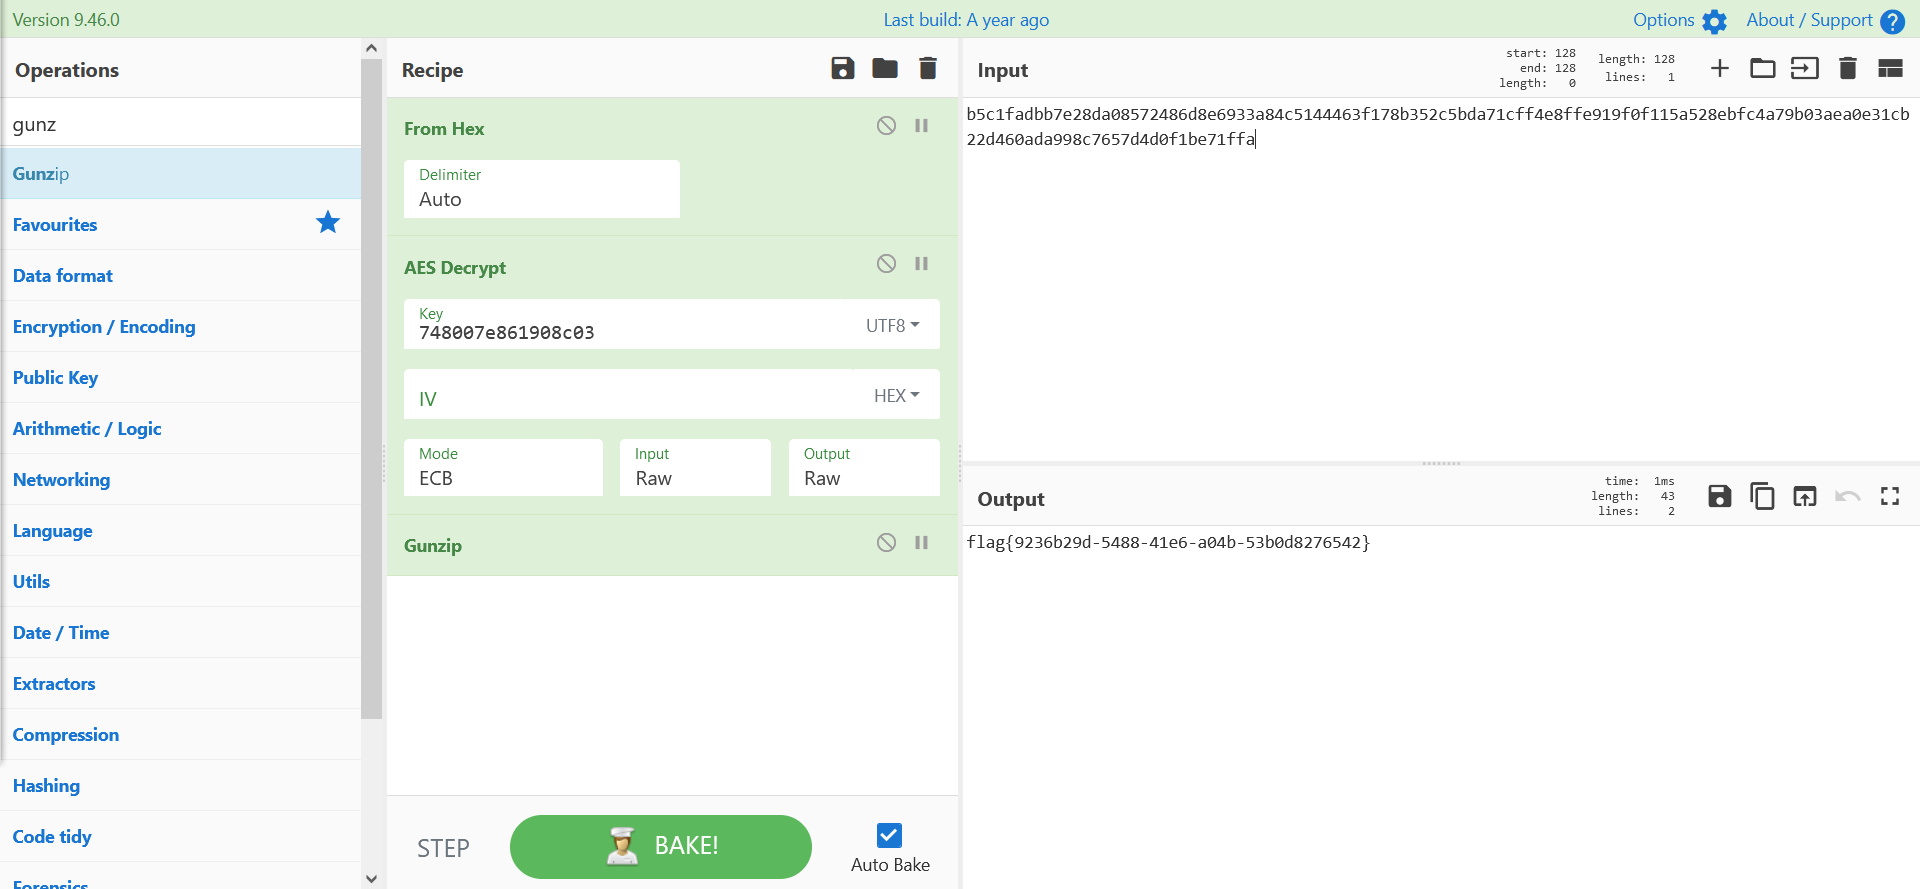 Version 9.46.0
Last build: A year ago
Options
About / Support
?
Operations
gunz
Gunzip
Favourites
Data format
Encryption / Encoding
Public Key
Arithmetic / Logic
Networking
Language
Utils
Date / Time
Extractors
Compression
Hashing
Code tidy
Forensics
Recipe
From Hex
Delimiter
Auto
AES Decrypt
Key
748007e861908c03
UTF8
IV
HEX
Mode
ECB
Input
Raw
Output
Raw
Gunzip
STEP
BAKE!
Auto Bake
Input
start: 128
end: 128
length: 0
length: 128
lines: 1
b5c1fadbb7e28da08572486d8e6933a84c5144463f178b352c5bda71cff4e8ffe919f0f115a528ebfc4a79b03aea0e31cb
22d460ada998c7657d4d0f1be71ffa
Output
time: 1ms
length: 43
lines: 2
flag{9236b29d-5488-41e6-a04b-53b0d8276542}